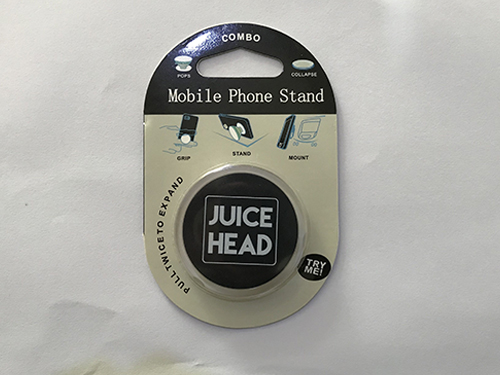 COMBO
POPS
COLLAPSE
Mobile Phone Stand
GRIP
STAND
MOUNT
PULL TWICE TO EXPAND
JUICE
HEAD
TRY
ME!